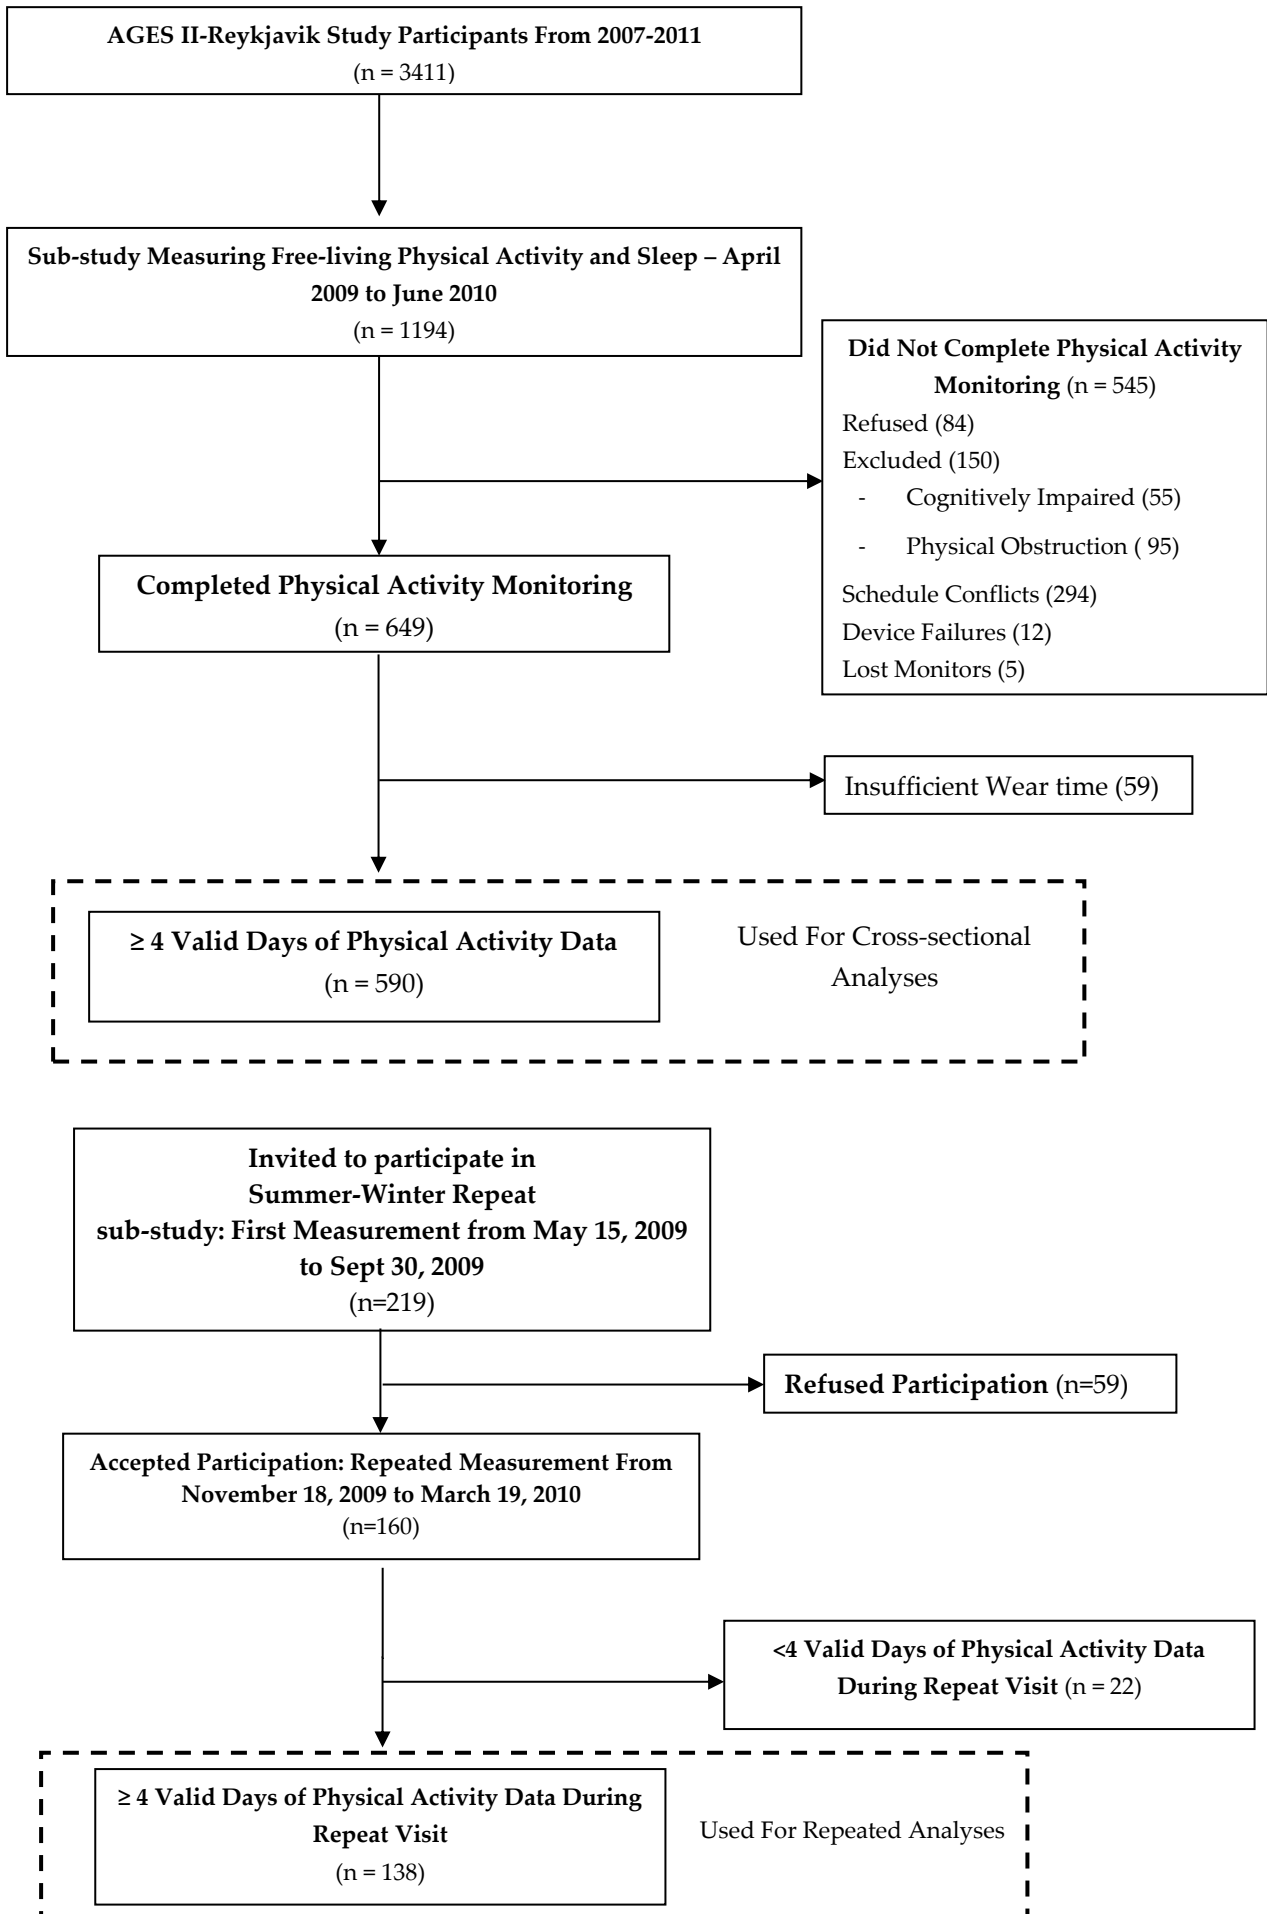 AGES II-Reykjavik Study Participants From 2007-2011
(n = 3411)
Sub-study Measuring Free-living Physical Activity and Sleep – April
2009 to June 2010
(n = 1194)
Did Not Complete Physical Activity
Monitoring (n = 545)
Refused (84)
Excluded (150)
- Cognitively Impaired (55)
- Physical Obstruction ( 95)
Schedule Conflicts (294)
Device Failures (12)
Lost Monitors (5)
Completed Physical Activity Monitoring
(n = 649)
Insufficient Wear time (59)
≥ 4 Valid Days of Physical Activity Data
(n = 590)
Used For Cross-sectional
Analyses
Invited to participate in
Summer-Winter Repeat
sub-study: First Measurement from May 15, 2009
to Sept 30, 2009
(n=219)
Refused Participation (n=59)
Accepted Participation: Repeated Measurement From
November 18, 2009 to March 19, 2010
(n=160)
<4 Valid Days of Physical Activity Data
During Repeat Visit (n = 22)
≥ 4 Valid Days of Physical Activity Data During
Repeat Visit
(n = 138)
Used For Repeated Analyses